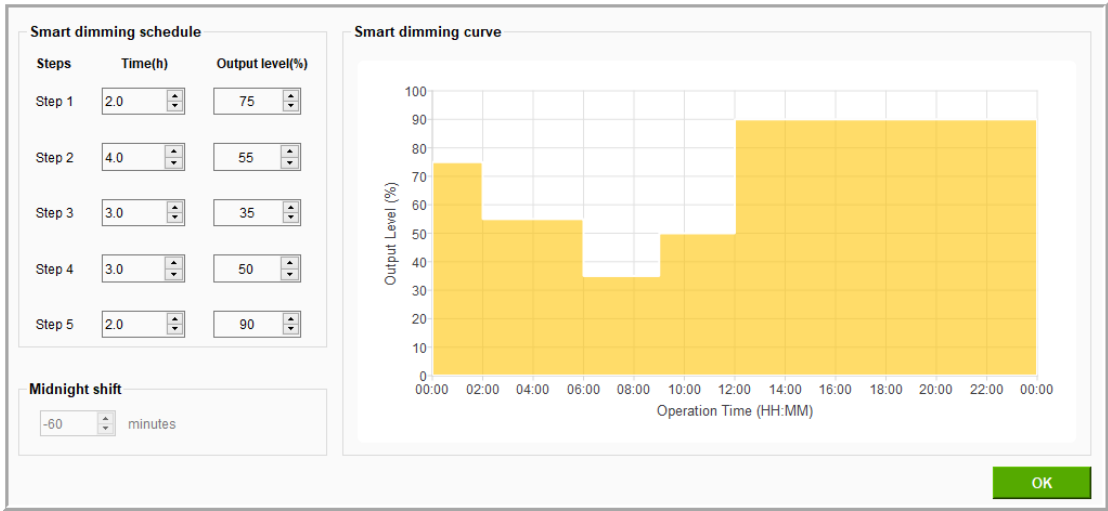 Smart dimming schedule
Steps Time(h) Output level(%)
Step 1 2.0 75
Step 2 4.0 55
Step 3 3.0 35
Step 4 3.0 50
Step 5 2.0 90
Midnight shift
-60 minutes
Smart dimming curve
Output Level (%)
100
90
80
70
60
50
40
30
20
10
0
00:00 02:00 04:00 06:00 08:00 10:00 12:00 14:00 16:00 18:00 20:00 22:00 00:00
Operation Time (HH:MM)
OK